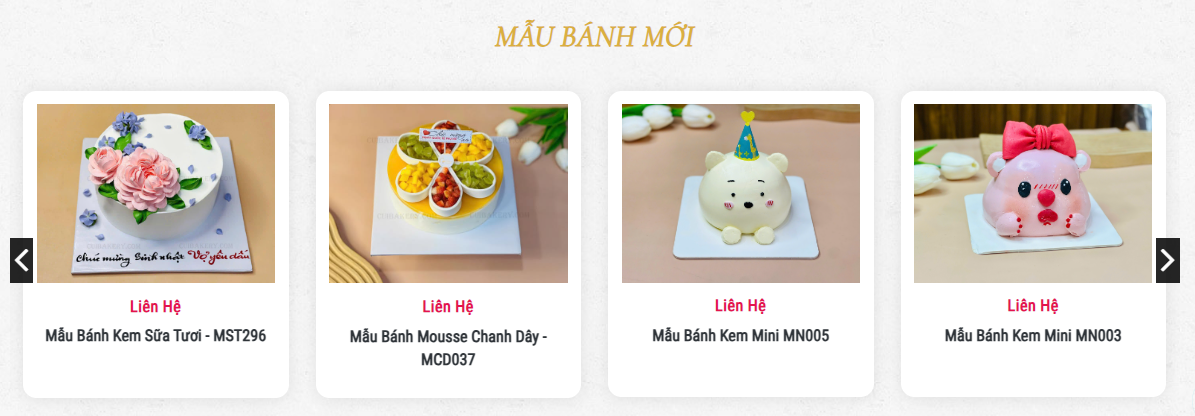 MẪU BÁNH MỚI
Chúc mừng Sinh nhật Vợ yêu dấu
Chúc mừng
Liên Hệ
Mẫu Bánh Kem Sữa Tươi - MST296
Liên Hệ
Mẫu Bánh Mousse Chanh Dây -
MCD037
Liên Hệ
Mẫu Bánh Kem Mini MN005
Liên Hệ
Mẫu Bánh Kem Mini MN003